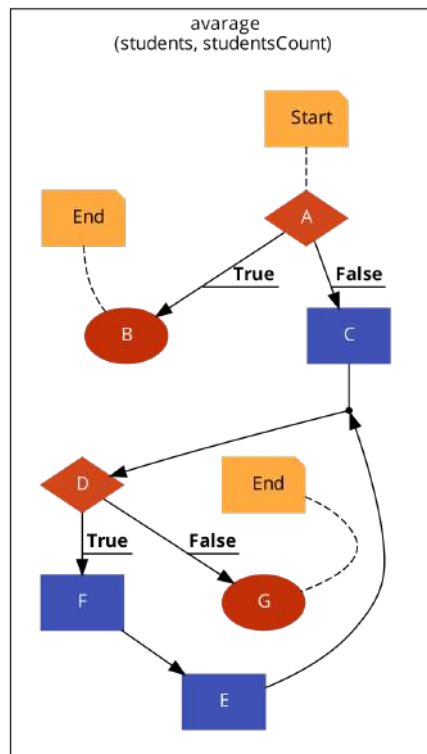 avarage
(students, studentsCount)
Start
A
End
True
False
B
C
D
End
True
False
F
G
E